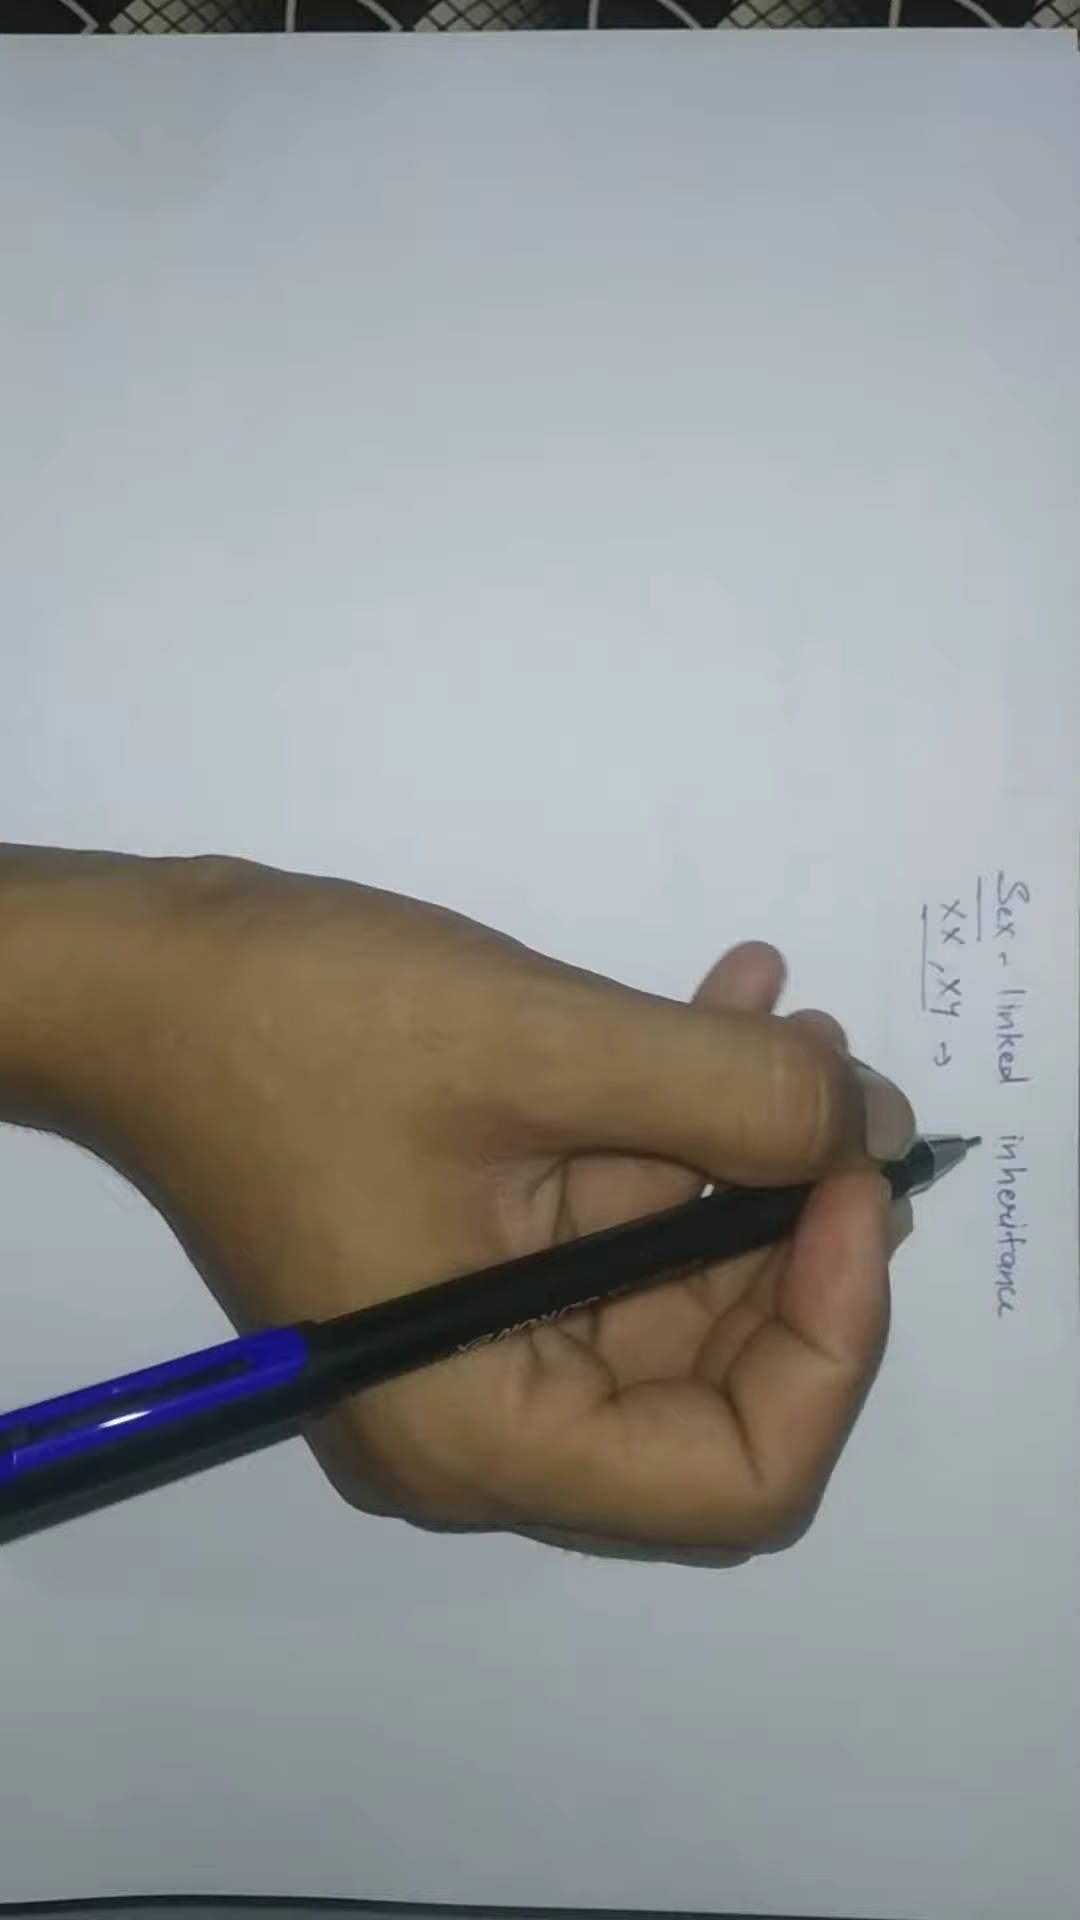 Sex - linked inheritance
XX, XY →